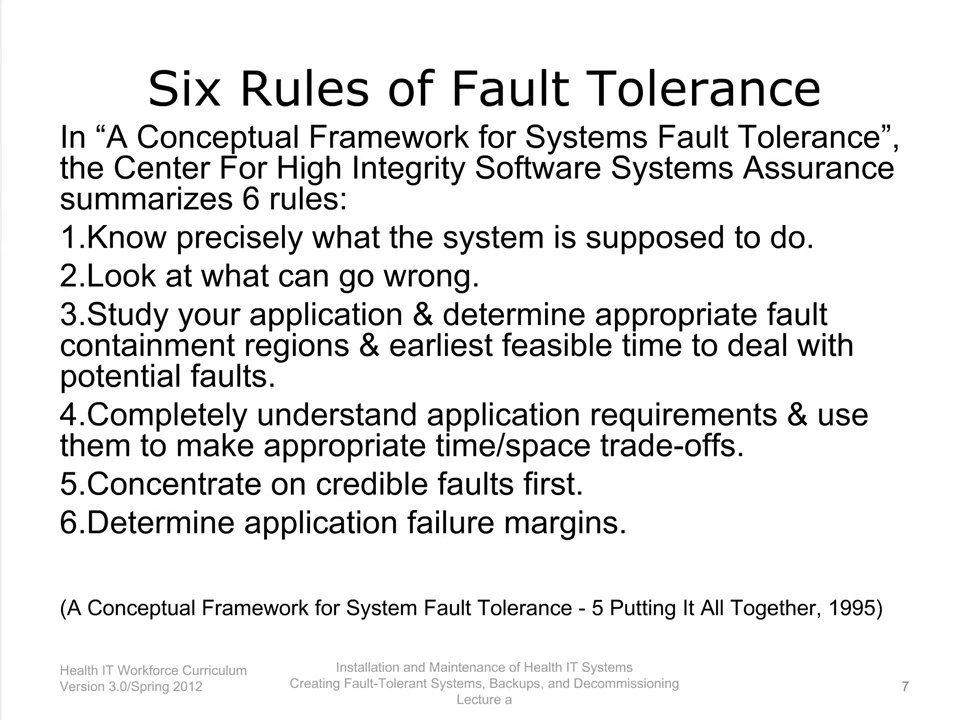 Six Rules of Fault Tolerance
In “A Conceptual Framework for Systems Fault Tolerance”,
the Center For High Integrity Software Systems Assurance
summarizes 6 rules:
1.Know precisely what the system is supposed to do.
2.Look at what can go wrong.
3.Study your application & determine appropriate fault
containment regions & earliest feasible time to deal with
potential faults.
4.Completely understand application requirements & use
them to make appropriate time/space trade-offs.
5.Concentrate on credible faults first.
6.Determine application failure margins.
(A Conceptual Framework for System Fault Tolerance - 5 Putting It All Together, 1995)
Health IT Workforce Curriculum
Version 3.0/Spring 2012
Installation and Maintenance of Health IT Systems
Creating Fault-Tolerant Systems, Backups, and Decommissioning
Lecture a
7